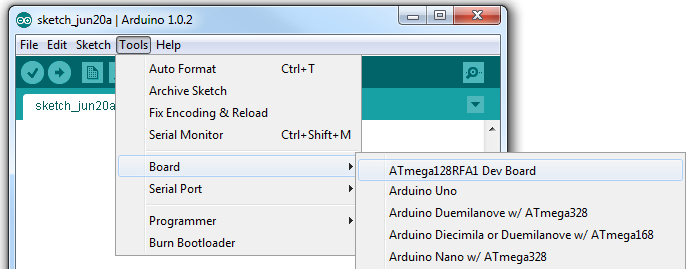 sketch_jun20a | Arduino 1.0.2
File Edit Sketch Tools Help
Auto Format Ctrl+T
sketch_jun20a
Archive Sketch
Fix Encoding & Reload
Serial Monitor Ctrl+Shift+M
Board
Serial Port
Programmer
Burn Bootloader
ATmega128RFA1 Dev Board
Arduino Uno
Arduino Duemilanove w/ ATmega328
Arduino Diecimila or Duemilanove w/ ATmega168
Arduino Nano w/ ATmega328